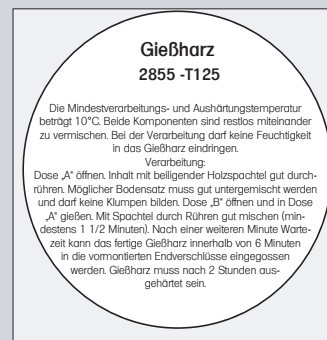 Gießharz
2855 -T125
Die Mindestverarbeitungs- und Aushärtungstemperatur
beträgt 10°C. Beide Komponenten sind restlos miteinander
zu vermischen. Bei der Verarbeitung darf keine Feuchtigkeit
in das Gießharz eindringen.
Verarbeitung:
Dose „A" öffnen. Inhalt mit beiligender Holzspachtel gut durch-
rühren. Möglicher Bodensatz muss gut untergemischt werden
und darf keine Klumpen bilden. Dose „B" öffnen und in Dose
„A" gießen. Mit Spachtel durch Rühren gut mischen (min-
destens 1 1/2 Minuten). Nach einer weiteren Minute Warte-
zeit kann das fertige Gießharz innerhalb von 6 Minuten
in die vormontierten Endverschlüsse eingegossen
werden. Gießharz muss nach 2 Stunden aus-
gehärtet sein.